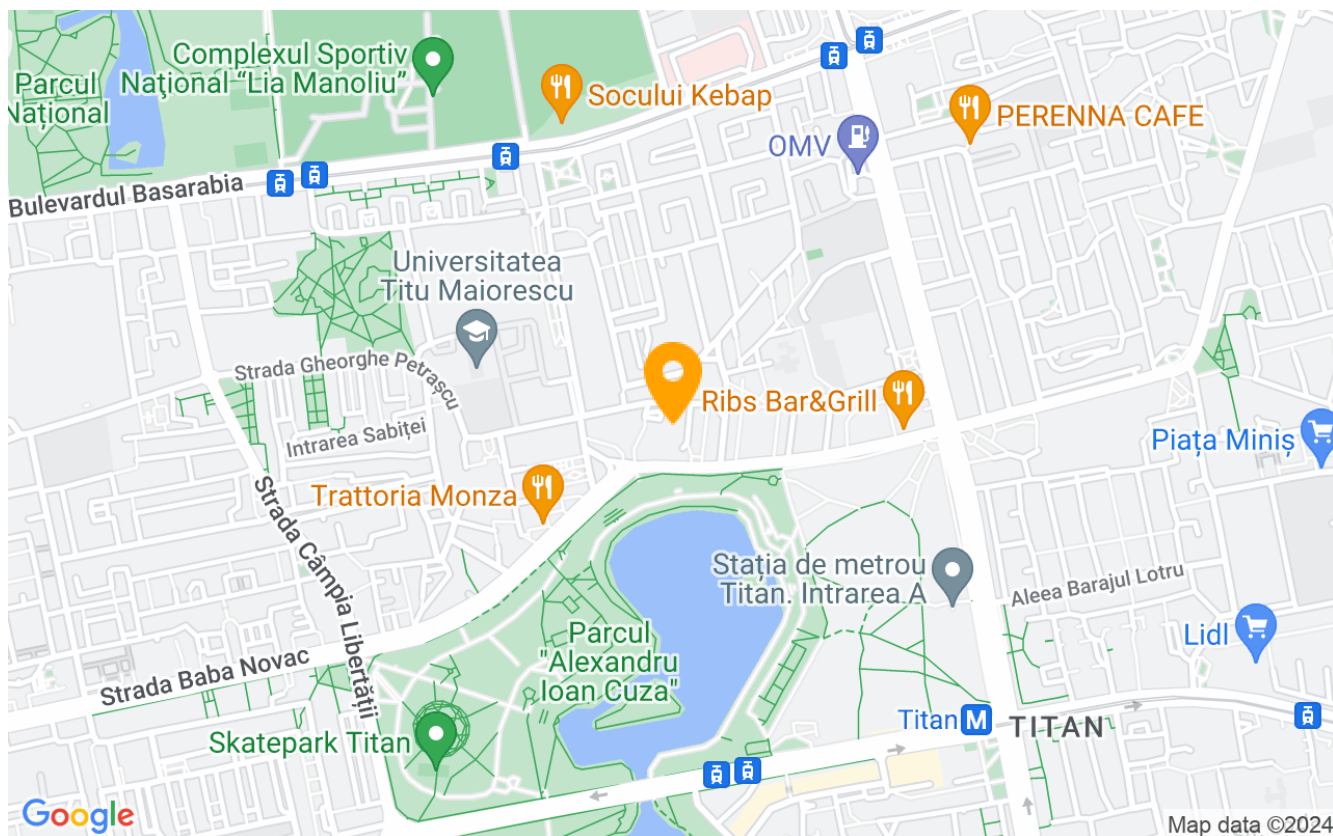 Complexul Sportiv
Național “Lia Manoliu”
Parcul
Național
Socului Kebap
PERENNA CAFE
OMV
Bulevardul Basarabia
Universitatea
Titu Maiorescu
Strada Gheorghe Petrașcu
Ribs Bar&Grill
Intrarea Sabiței
Piața Miniș
Trattoria Monza
Strada Câmpia Libertății
Stația de metrou
Titan. Intrarea A
Aleea Barajul Lotru
Parcul
"Alexandru
Ioan Cuza"
Lidl
Strada Baba Novac
Titan M
TITAN
Skatepark Titan
Google
Map data ©2024